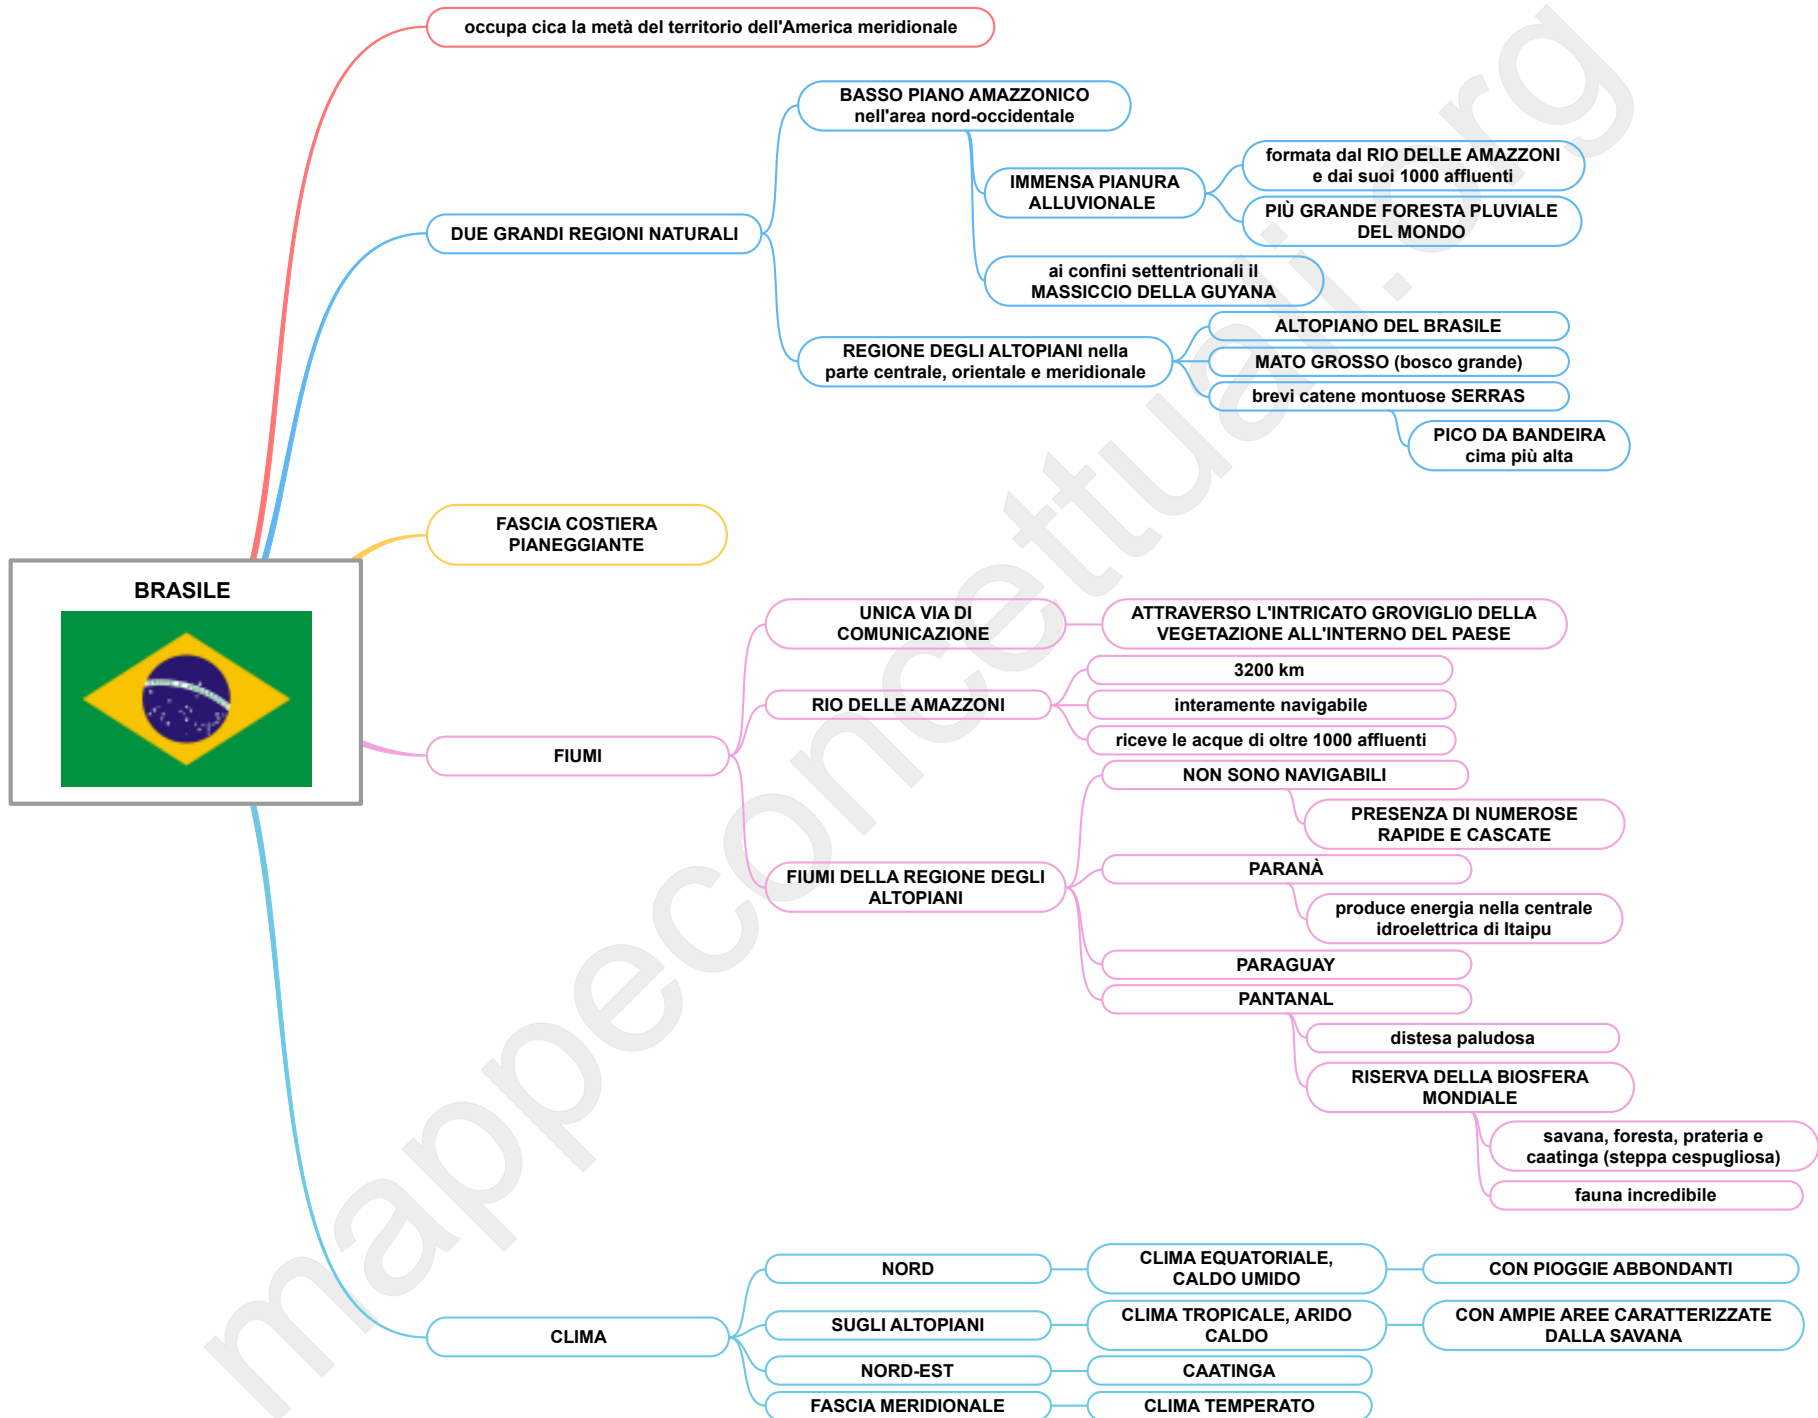 occupa cica la metà del territorio dell'America meridionale
BASSO PIANO AMAZZONICO
nell'area nord-occidentale
formata dal RIO DELLE AMAZZONI
e dai suoi 1000 affluenti
IMMENSA PIANURA
ALLUVIONALE
PIÙ GRANDE FORESTA PLUVIALE
DEL MONDO
DUE GRANDI REGIONI NATURALI
ai confini settentrionali il
MASSICCIO DELLA GUYANA
ALTOPIANO DEL BRASILE
REGIONE DEGLI ALTOPIANI nella
parte centrale, orientale e meridionale
MATO GROSSO (bosco grande)
brevi catene montuose SERRAS
PICO DA BANDEIRA
cima più alta
FASCIA COSTIERA
PIANEGGIANTE
BRASILE
UNICA VIA DI
COMUNICAZIONE
ATTRAVERSO L'INTRICATO GROVIGLIO DELLA
VEGETAZIONE ALL'INTERNO DEL PAESE
3200 km
RIO DELLE AMAZZONI
interamente navigabile
riceve le acque di oltre 1000 affluenti
FIUMI
NON SONO NAVIGABILI
PRESENZA DI NUMEROSE
RAPIDE E CASCATE
FIUMI DELLA REGIONE DEGLI
ALTOPIANI
PARANÀ
produce energia nella centrale
idroelettrica di Itaipu
PARAGUAY
PANTANAL
distesa paludosa
RISERVA DELLA BIOSFERA
MONDIALE
savana, foresta, prateria e
caatinga (steppa cespugliosa)
fauna incredibile
NORD
CLIMA EQUATORIALE,
CALDO UMIDO
CON PIOGGIE ABBONDANTI
CLIMA
SUGLI ALTOPIANI
CLIMA TROPICALE, ARIDO
CALDO
CON AMPIE AREE CARATTERIZZATE
DALLA SAVANA
NORD-EST
CAATINGA
FASCIA MERIDIONALE
CLIMA TEMPERATO
mappeconcettuali.org